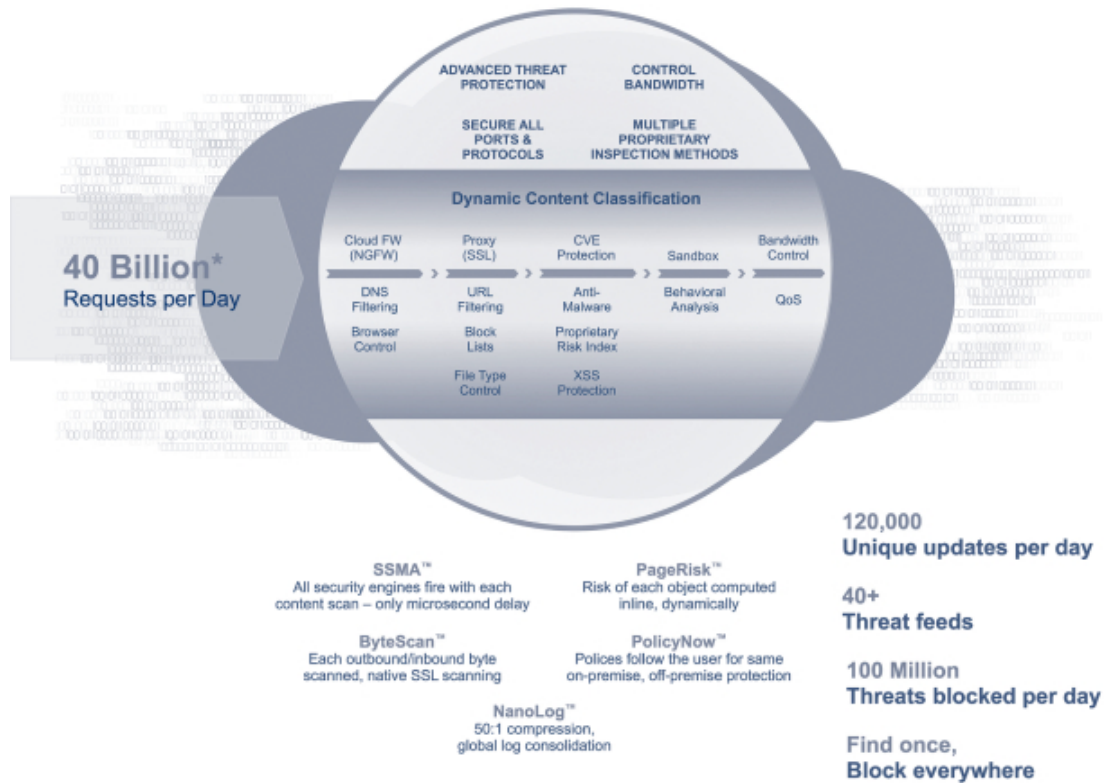 ADVANCED THREAT
PROTECTION
CONTROL
BANDWIDTH
SECURE ALL
PORTS &
PROTOCOLS
MULTIPLE
PROPRIETARY
INSPECTION METHODS
Dynamic Content Classification
40 Billion*
Requests per Day
Cloud FW
(NGFW)
DNS
Filtering
Browser
Control
Proxy
(SSL)
URL
Filtering
Block
Lists
File Type
Control
CVE
Protection
Anti-
Malware
Proprietary
Risk Index
XSS
Protection
Sandbox
Behavioral
Analysis
Bandwidth
Control
QoS
SSMA™
All security engines fire with each
content scan – only microsecond delay
PageRisk™
Risk of each object computed
inline, dynamically
ByteScan™
Each outbound/inbound byte
scanned, native SSL scanning
PolicyNow™
Polices follow the user for same
on-premise, off-premise protection
NanoLog™
50:1 compression,
global log consolidation
120,000
Unique updates per day
40+
Threat feeds
100 Million
Threats blocked per day
Find once,
Block everywhere